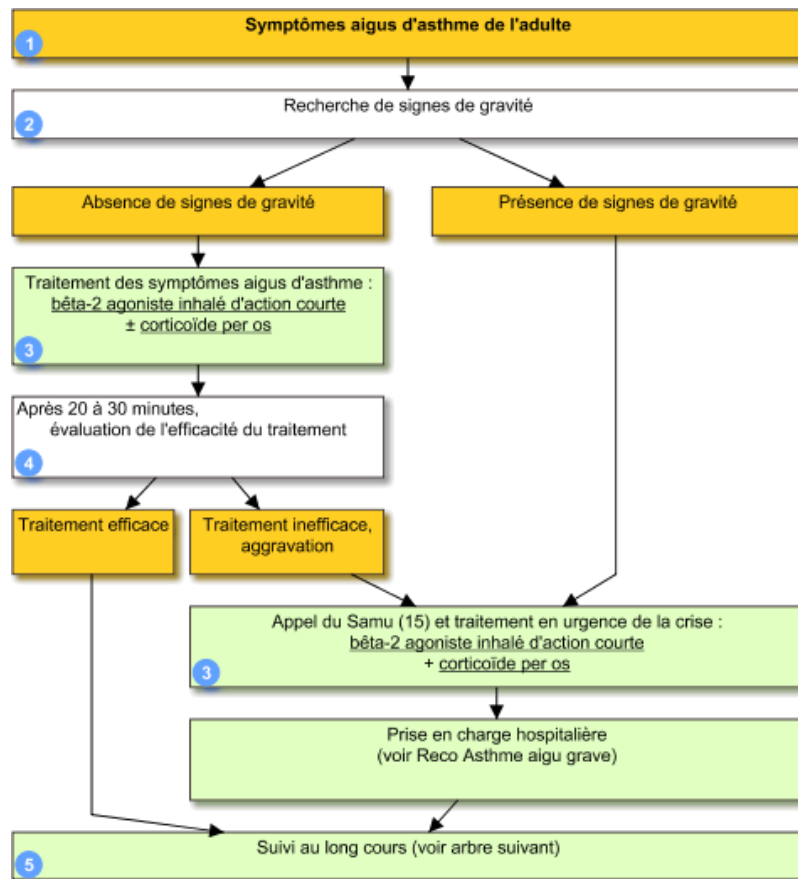 Symptômes aigus d'asthme de l'adulte
1
Recherche de signes de gravité
2
Absence de signes de gravité
Présence de signes de gravité
Traitement des symptômes aigus d'asthme :
bêta-2 agoniste inhalé d'action courte
± corticoïde per os
3
Après 20 à 30 minutes,
évaluation de l'efficacité du traitement
4
Traitement efficace
Traitement inefficace,
aggravation
Appel du Samu (15) et traitement en urgence de la crise :
bêta-2 agoniste inhalé d'action courte
+ corticoïde per os
3
Prise en charge hospitalière
(voir Reco Asthme aigu grave)
Suivi au long cours (voir arbre suivant)
5